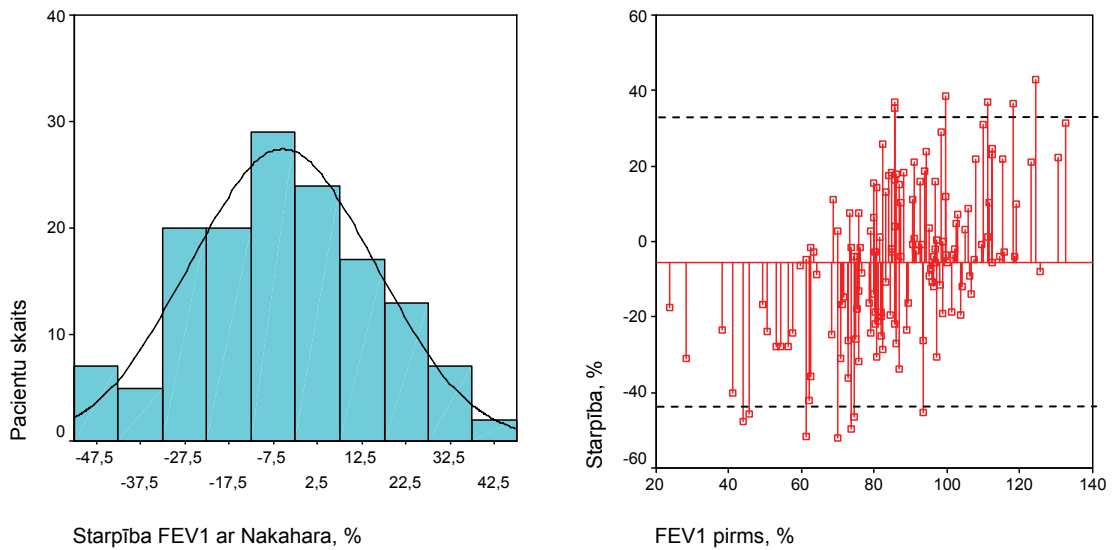 40
30
20
10
0
Pacientu skaits
-47,5 -27,5 -7,5 12,5 32,5
-37,5 -17,5 2,5 22,5 42,5
Starpība FEV1 ar Nakahara, %
60
40
20
0
-20
-40
-60
Starpība, %
20 40 60 80 100 120 140
FEV1 pirms, %